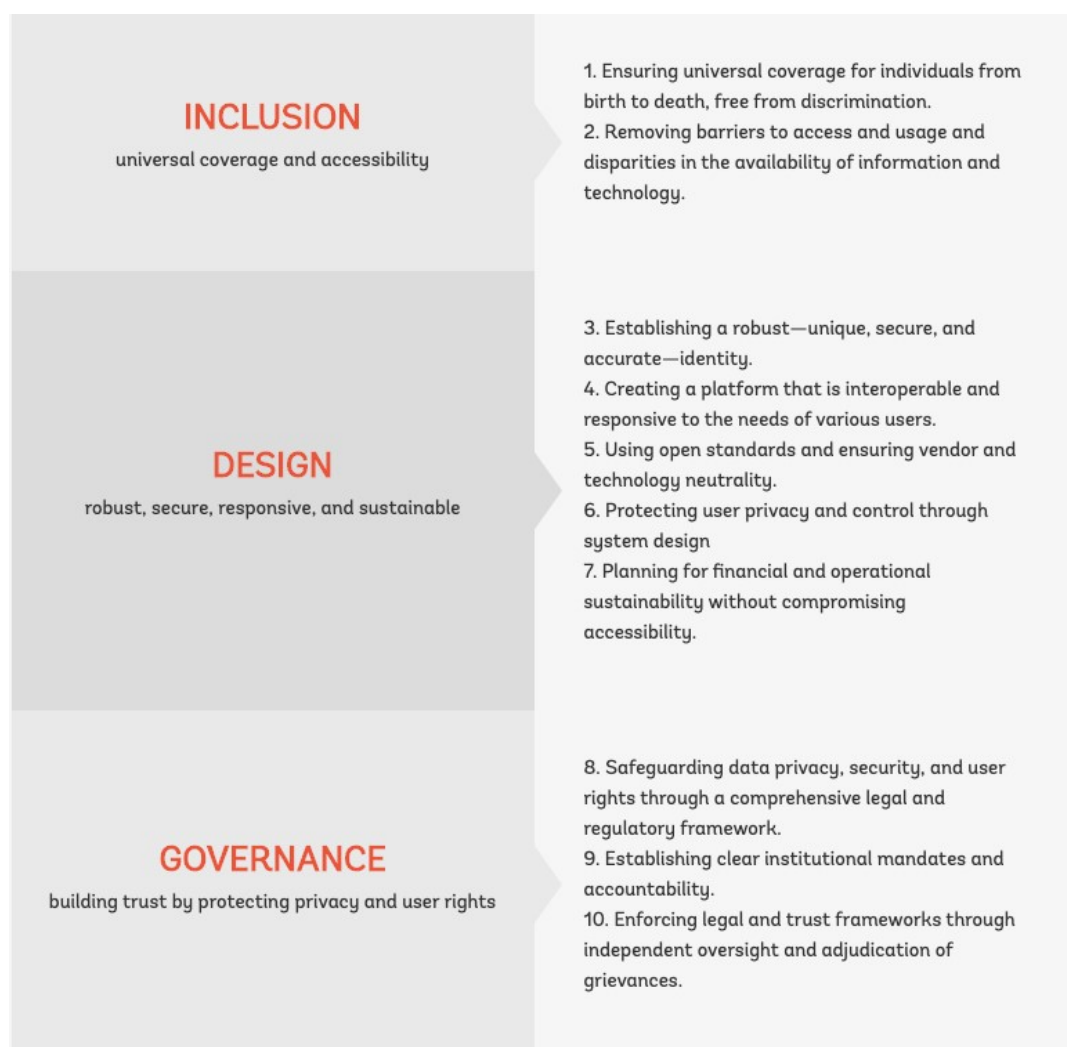 INCLUSION
universal coverage and accessibility
1. Ensuring universal coverage for individuals from
birth to death, free from discrimination.
2. Removing barriers to access and usage and
disparities in the availability of information and
technology.
DESIGN
robust, secure, responsive, and sustainable
3. Establishing a robust—unique, secure, and
accurate—identity.
4. Creating a platform that is interoperable and
responsive to the needs of various users.
5. Using open standards and ensuring vendor and
technology neutrality.
6. Protecting user privacy and control through
system design
7. Planning for financial and operational
sustainability without compromising
accessibility.
GOVERNANCE
building trust by protecting privacy and user rights
8. Safeguarding data privacy, security, and user
rights through a comprehensive legal and
regulatory framework.
9. Establishing clear institutional mandates and
accountability.
10. Enforcing legal and trust frameworks through
independent oversight and adjudication of
grievances.